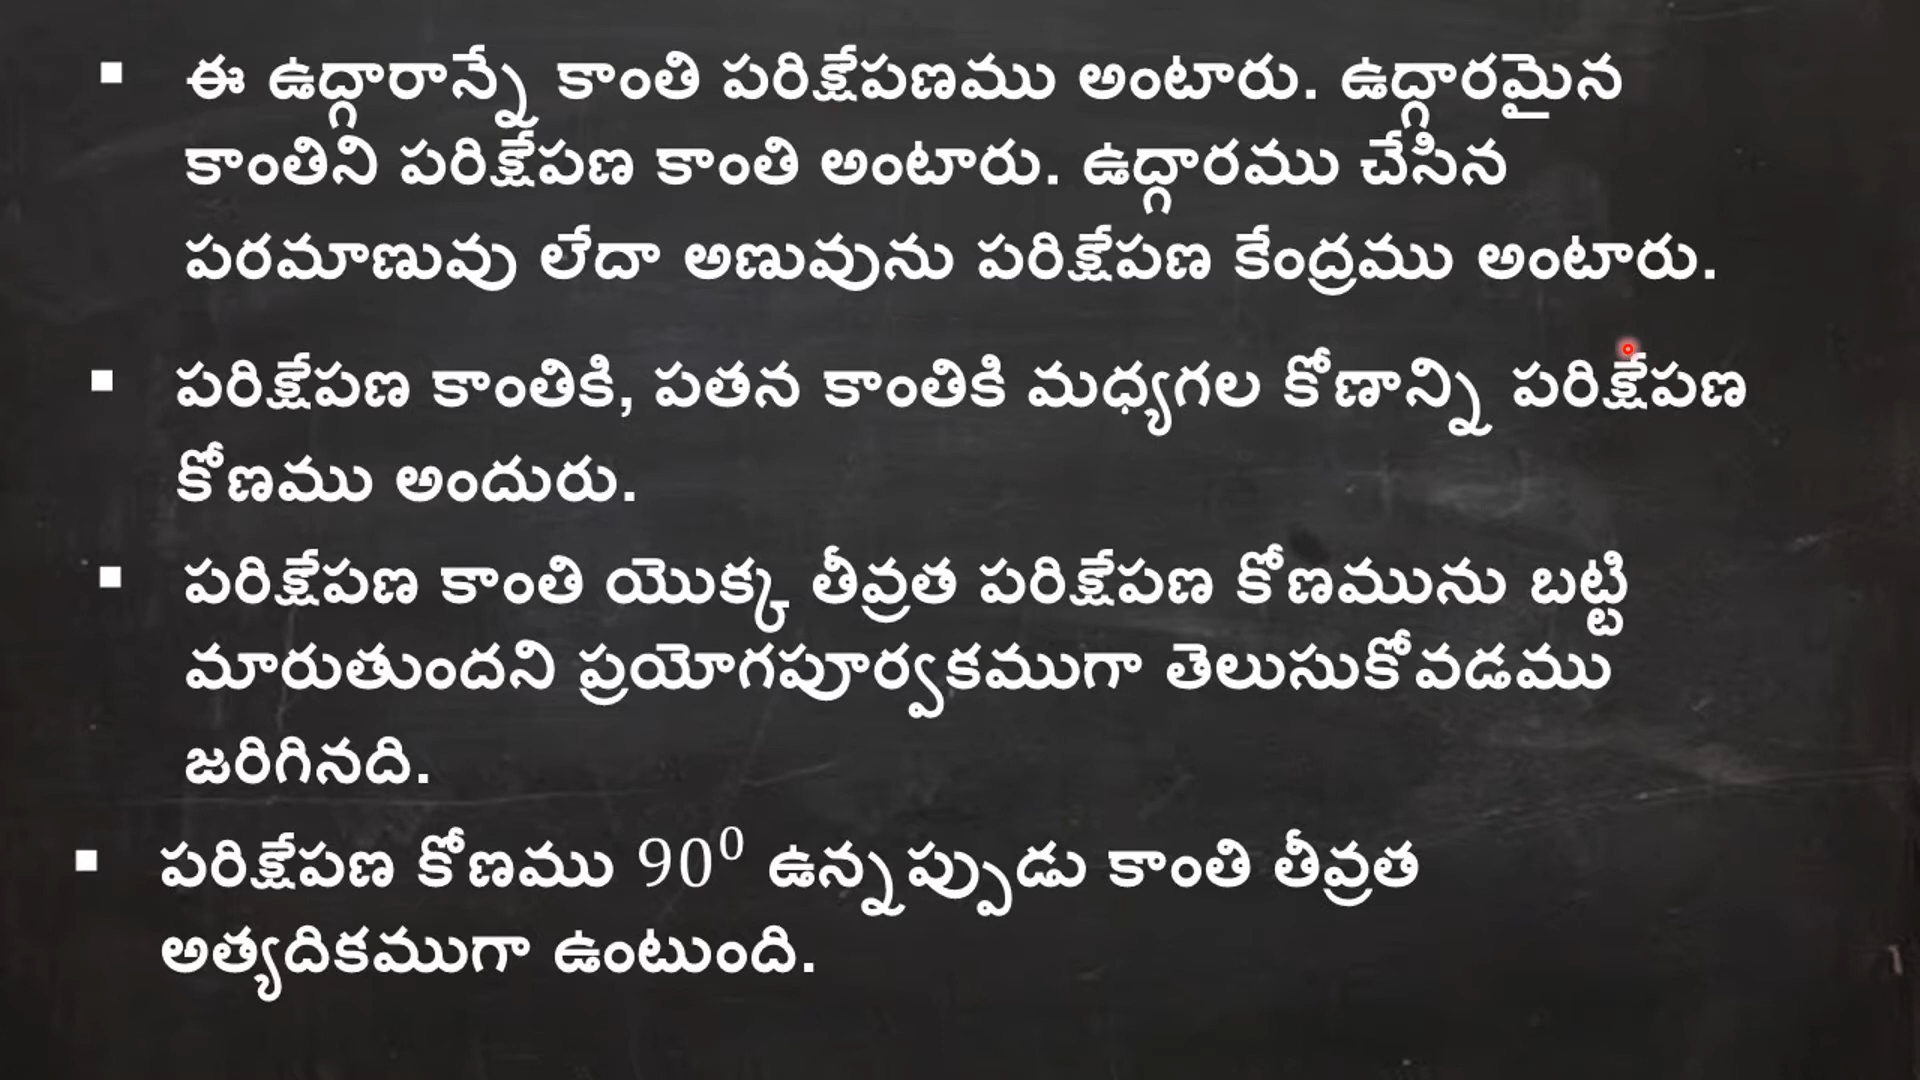 ▪ ఈ ఉద్గారాన్నే కాంతి పరిక్షేపణము అంటారు. ఉద్గారమైన
కాంతిని పరిక్షేపణ కాంతి అంటారు. ఉద్గారము చేసిన
పరమాణువు లేదా అణువును పరిక్షేపణ కేంద్రము అంటారు.
▪ పరిక్షేపణ కాంతికి, పతన కాంతికి మధ్యగల కోణాన్ని పరిక్షేపణ
కోణము అందురు.
▪ పరిక్షేపణ కాంతి యొక్క తీవ్రత పరిక్షేపణ కోణమును బట్టి
మారుతుందని ప్రయోగపూర్వకముగా తెలుసుకోవడము
జరిగినది.
▪ పరిక్షేపణ కోణము 90⁰ ఉన్నప్పుడు కాంతి తీవ్రత
అత్యదికముగా ఉంటుంది.